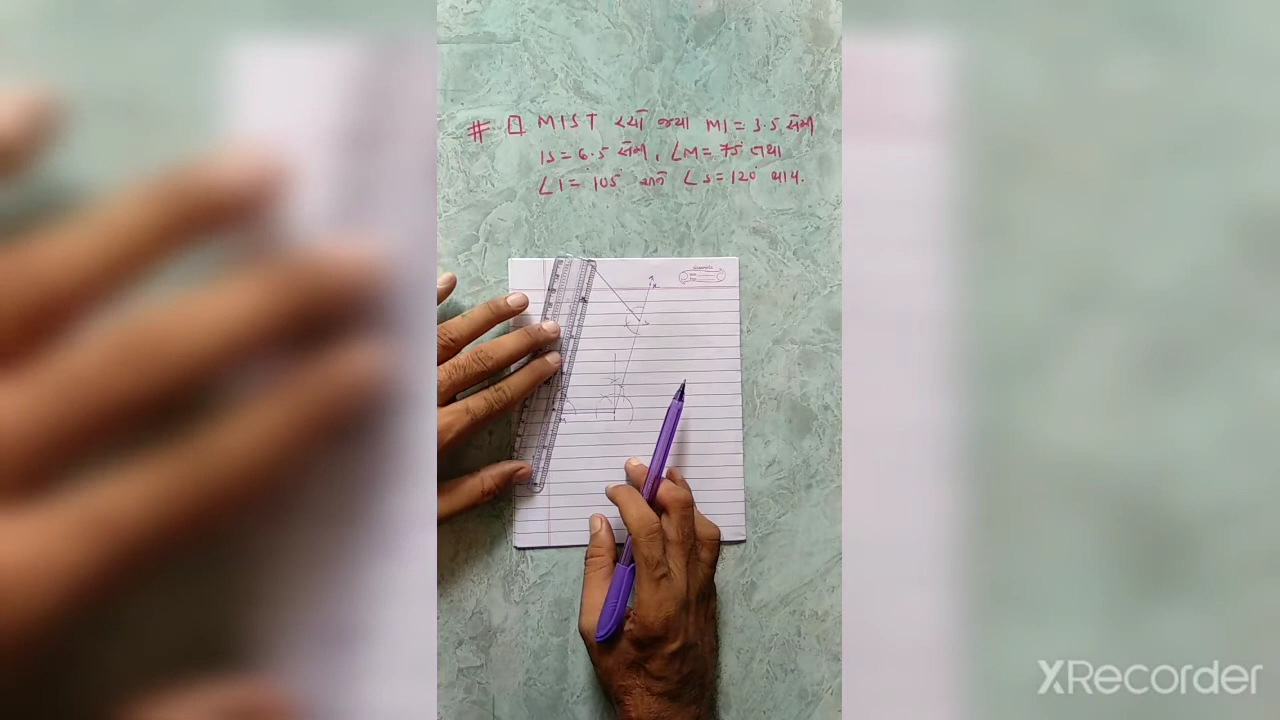 # □ MIST રચો જ્યાં MI = 3.5 સેમી
IS = 6.5 સેમી, ∠M = 75° તથા
∠I = 105° અને ∠S = 120° થાય.
XRecorder